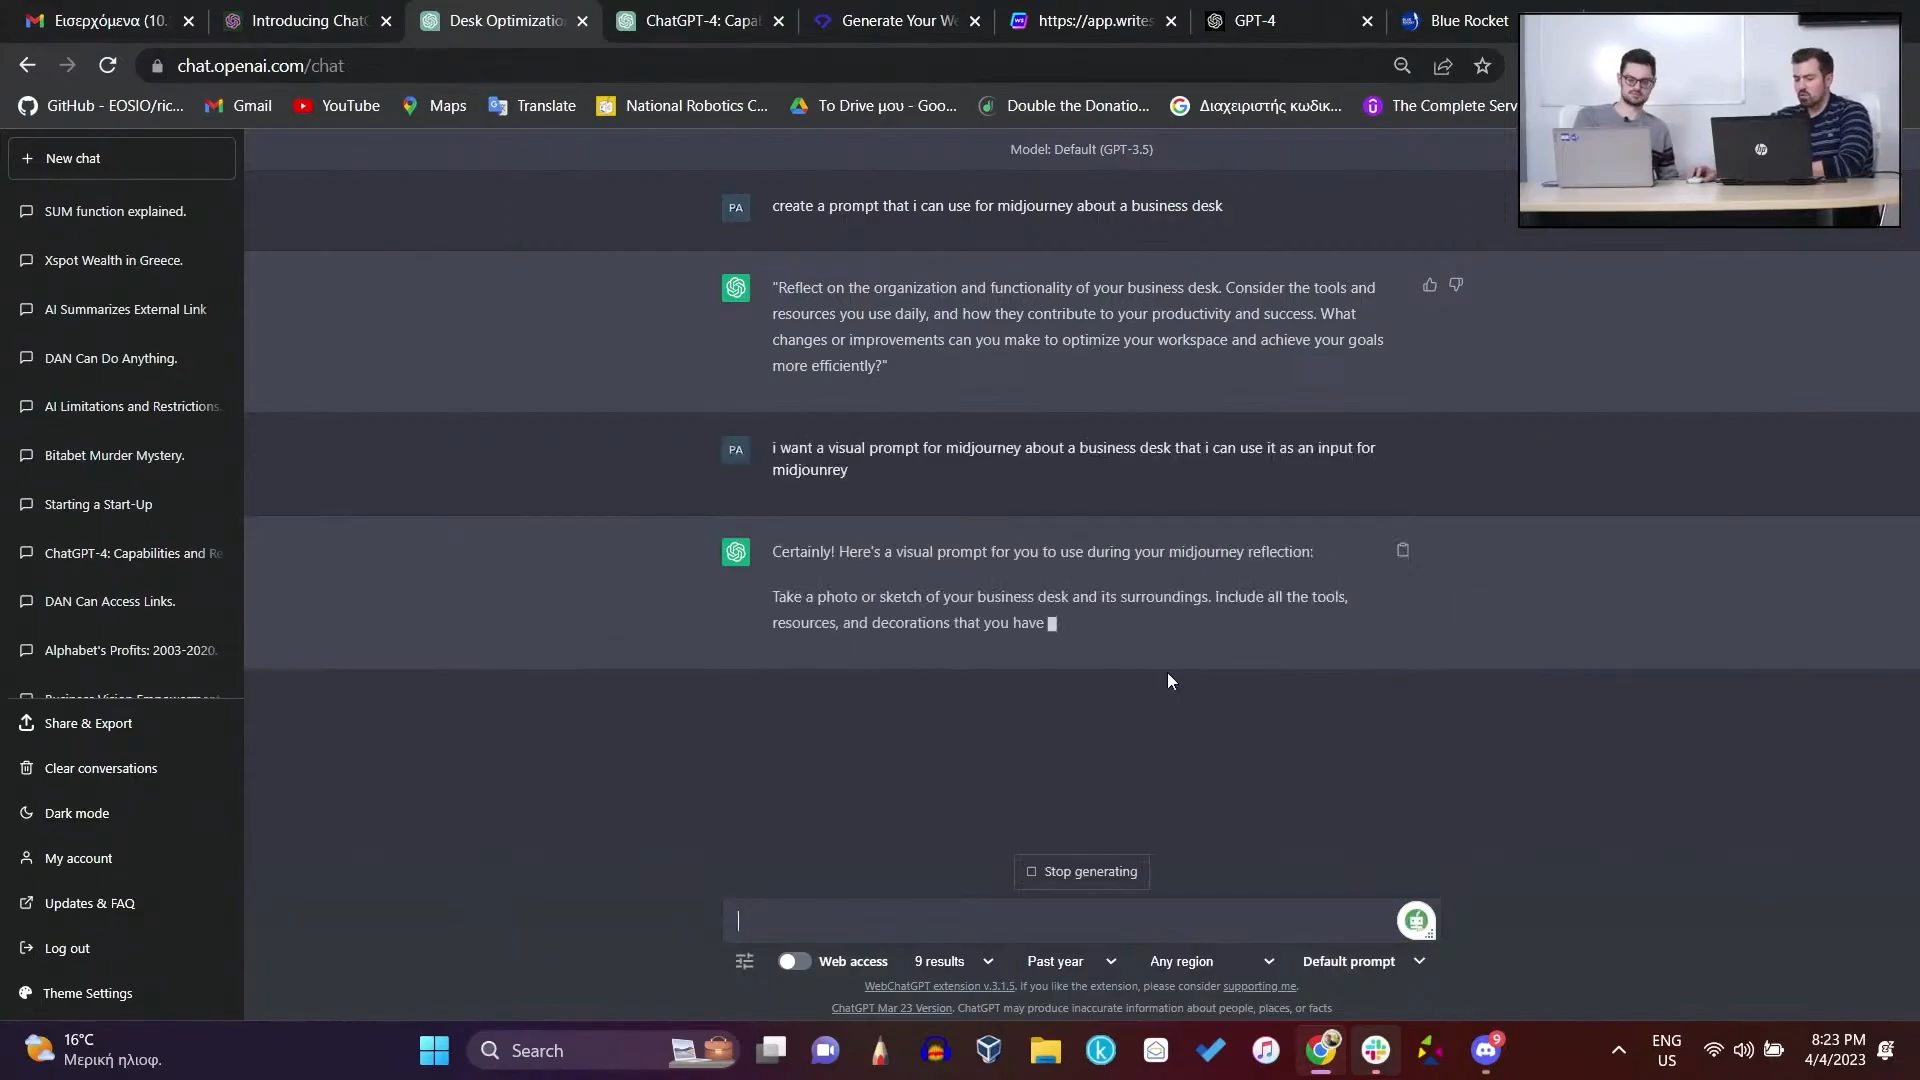 Εισερχόμενα (10.
Introducing Chat
Desk Optimizatio
ChatGPT-4: Capa
Generate Your We
https://app.writes
GPT-4
Blue Rocket
chat.openai.com/chat
GitHub - EOSIO/ric...
Gmail
YouTube
Maps
Translate
National Robotics C...
To Drive μου - Goo...
Double the Donatio...
Διαχειριστής κωδικ...
The Complete Serv
New chat
SUM function explained.
Xspot Wealth in Greece.
AI Summarizes External Link
DAN Can Do Anything.
AI Limitations and Restrictions.
Bitabet Murder Mystery.
Starting a Start-Up
ChatGPT-4: Capabilities and Re
DAN Can Access Links.
Alphabet's Profits: 2003-2020.
Share & Export
Clear conversations
Dark mode
My account
Updates & FAQ
Log out
Theme Settings
Model: Default (GPT-3.5)
PA
create a prompt that i can use for midjourney about a business desk
"Reflect on the organization and functionality of your business desk. Consider the tools and
resources you use daily, and how they contribute to your productivity and success. What
changes or improvements can you make to optimize your workspace and achieve your goals
more efficiently?"
PA
i want a visual prompt for midjourney about a business desk that i can use it as an input for
midjounrey
Certainly! Here's a visual prompt for you to use during your midjourney reflection:
Take a photo or sketch of your business desk and its surroundings. Include all the tools,
resources, and decorations that you have
Stop generating
Web access
9 results
Past year
Any region
Default prompt
WebChatGPT extension v.3.1.5. If you like the extension, please consider supporting me.
ChatGPT Mar 23 Version. ChatGPT may produce inaccurate information about people, places, or facts
16°C
Μερική ηλιοφ.
Search
9
ENG
US
8:23 PM
4/4/2023
hp